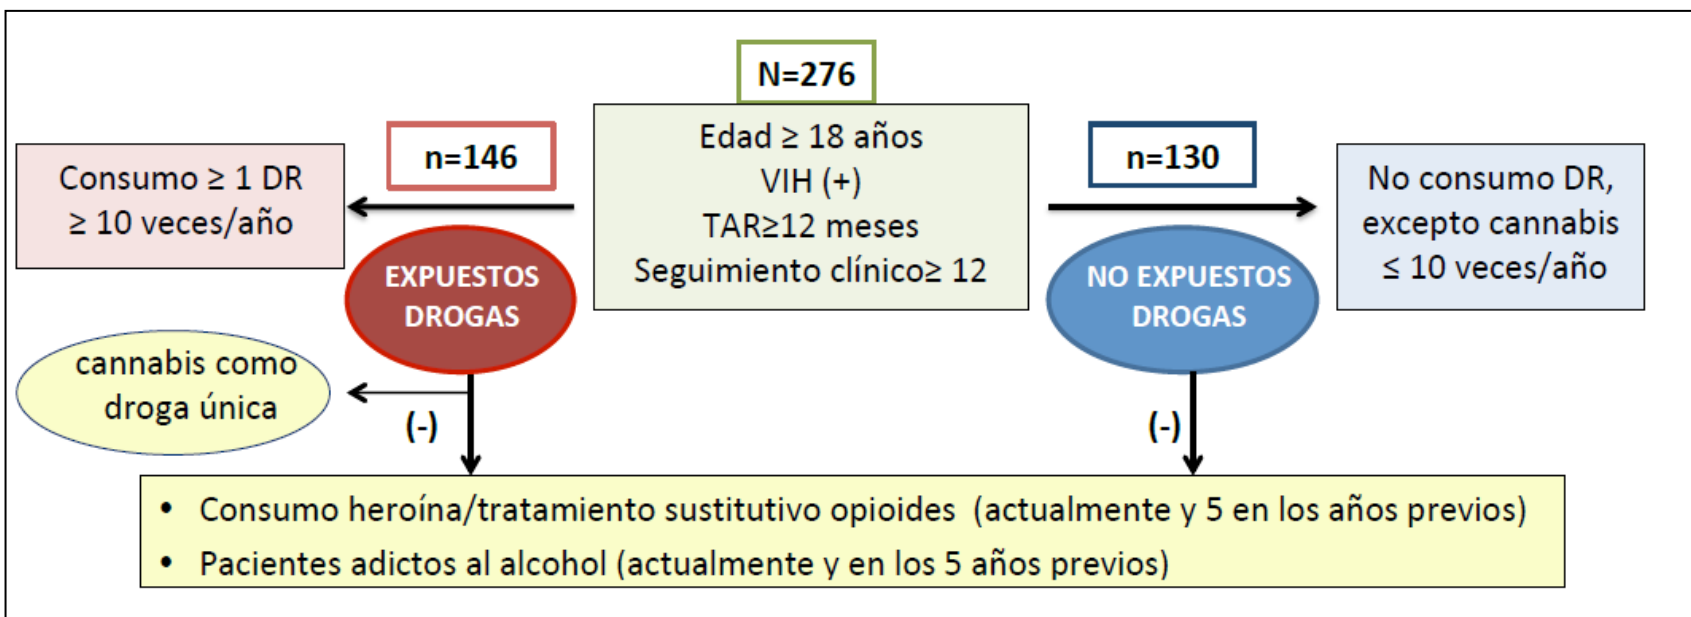 N=276
Edad ≥ 18 años
VIH (+)
TAR≥12 meses
Seguimiento clínico≥ 12
n=146
Consumo ≥ 1 DR
≥ 10 veces/año
EXPUESTOS
DROGAS
cannabis como
droga única
(-)
n=130
No consumo DR,
excepto cannabis
≤ 10 veces/año
NO EXPUESTOS
DROGAS
(-)
• Consumo heroína/tratamiento sustitutivo opioides (actualmente y 5 en los años previos)
• Pacientes adictos al alcohol (actualmente y en los 5 años previos)